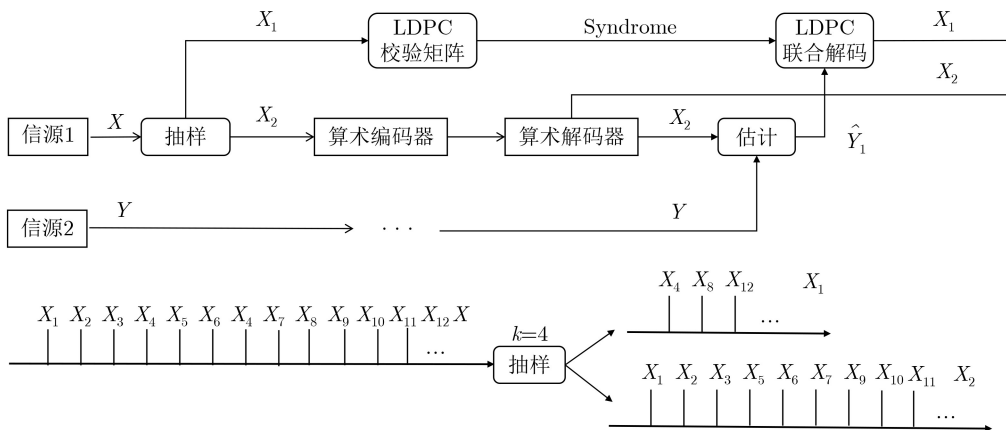 X₁ LDPC 校验矩阵 Syndrome LDPC 联合解码 X₁
X₂
信源1 X 抽样 X₂ 算术编码器 算术解码器 X₂ 估计 Ŷ₁
信源2 Y ··· Y
X₄ X₈ X₁₂ ... X₁
X₁ X₂ X₃ X₄ X₅ X₆ X₄ X₇ X₈ X₉ X₁₀ X₁₁ X₁₂ X
...
k=4
抽样
X₁ X₂ X₃ X₅ X₆ X₇ X₉ X₁₀ X₁₁ ... X₂